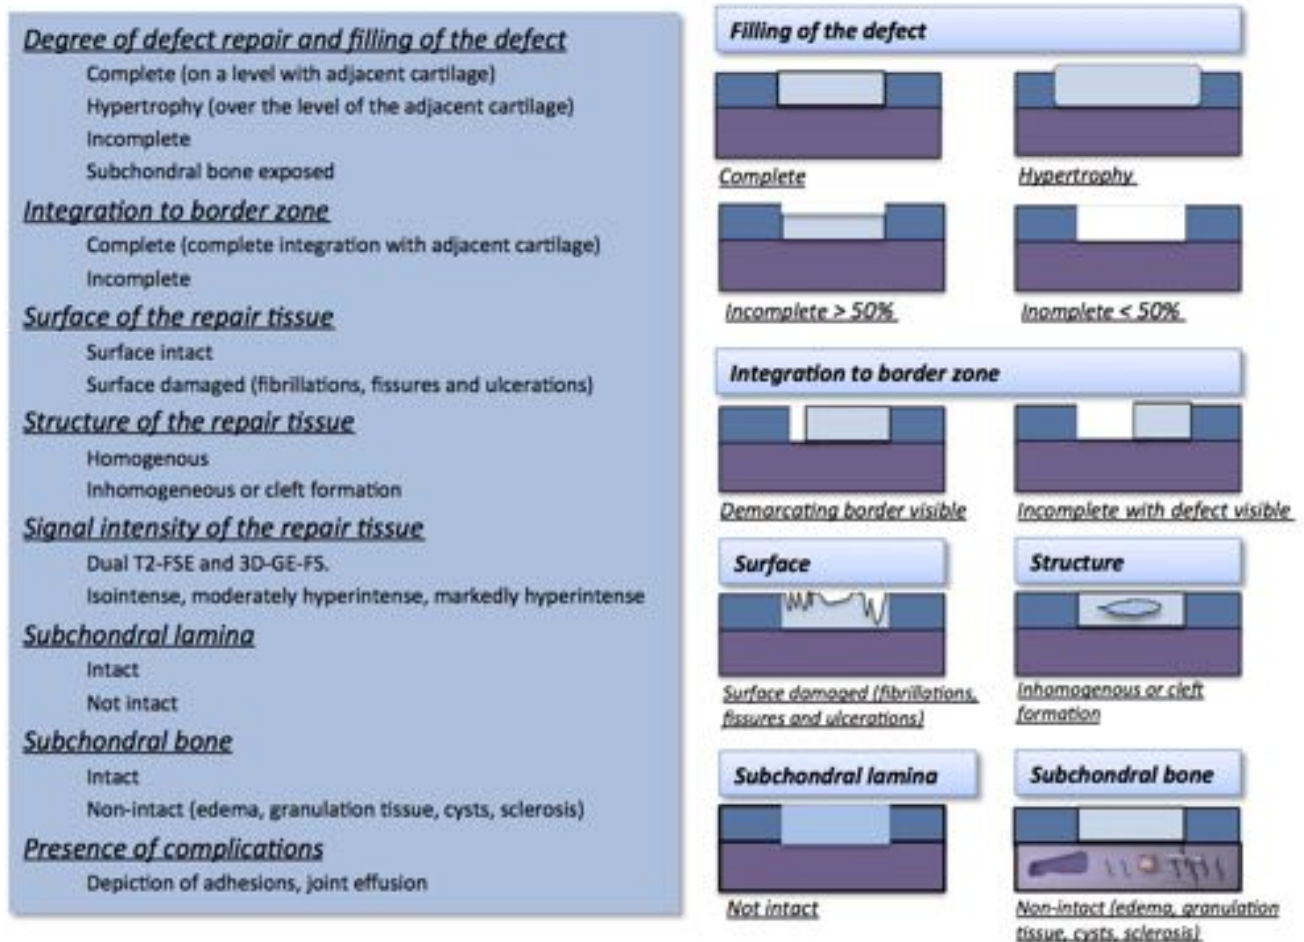 Degree of defect repair and filling of the defect
Complete (on a level with adjacent cartilage)
Hypertrophy (over the level of the adjacent cartilage)
Incomplete
Subchondral bone exposed
Integration to border zone
Complete (complete integration with adjacent cartilage)
Incomplete
Surface of the repair tissue
Surface intact
Surface damaged (fibrillations, fissures and ulcerations)
Structure of the repair tissue
Homogenous
Inhomogeneous or cleft formation
Signal intensity of the repair tissue
Dual T2-FSE and 3D-GE-FS.
Isointense, moderately hyperintense, markedly hyperintense
Subchondral lamina
Intact
Not intact
Subchondral bone
Intact
Non-intact (edema, granulation tissue, cysts, sclerosis)
Presence of complications
Depiction of adhesions, joint effusion
Filling of the defect
Complete
Hypertrophy
Incomplete > 50%
Inomplete < 50%
Integration to border zone
Demarcating border visible
Incomplete with defect visible
Surface
Structure
Surface damaged (fibrillations,
fissures and ulcerations)
Inhomogenous or cleft
formation
Subchondral lamina
Subchondral bone
Not intact
Non-intact (edema, granulation
tissue, cysts, sclerosis)